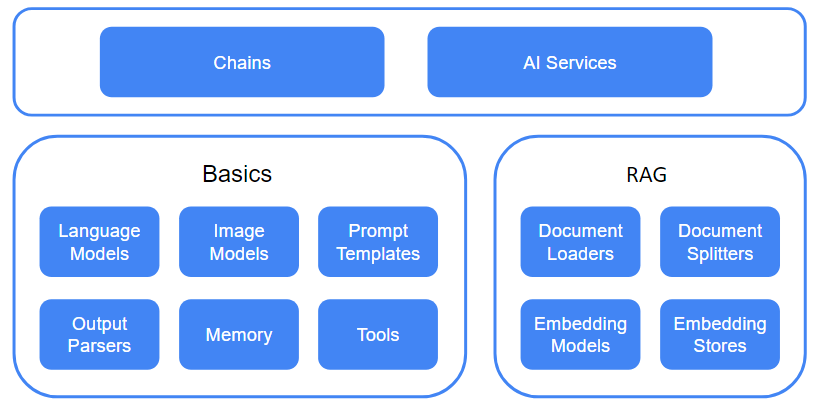 Chains
AI Services
Basics
Language
Models
Image
Models
Prompt
Templates
Output
Parsers
Memory
Tools
RAG
Document
Loaders
Document
Splitters
Embedding
Models
Embedding
Stores